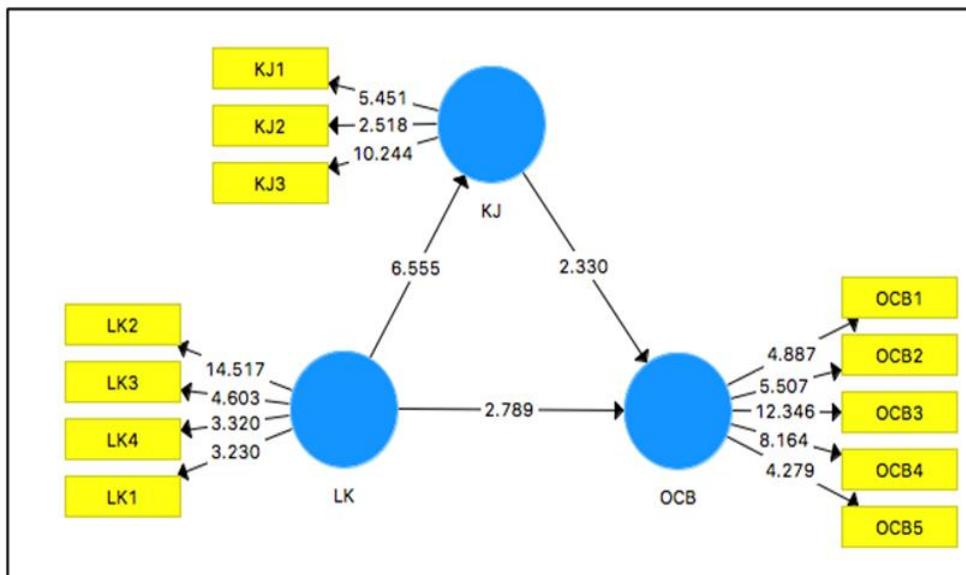 KJ1
5.451
KJ2
2.518
KJ3
10.244
KJ
6.555
2.330
LK2
14.517
LK3
4.603
LK4
3.320
LK1
3.230
LK
2.789
OCB
OCB1
4.887
OCB2
5.507
OCB3
12.346
OCB4
8.164
OCB5
4.279